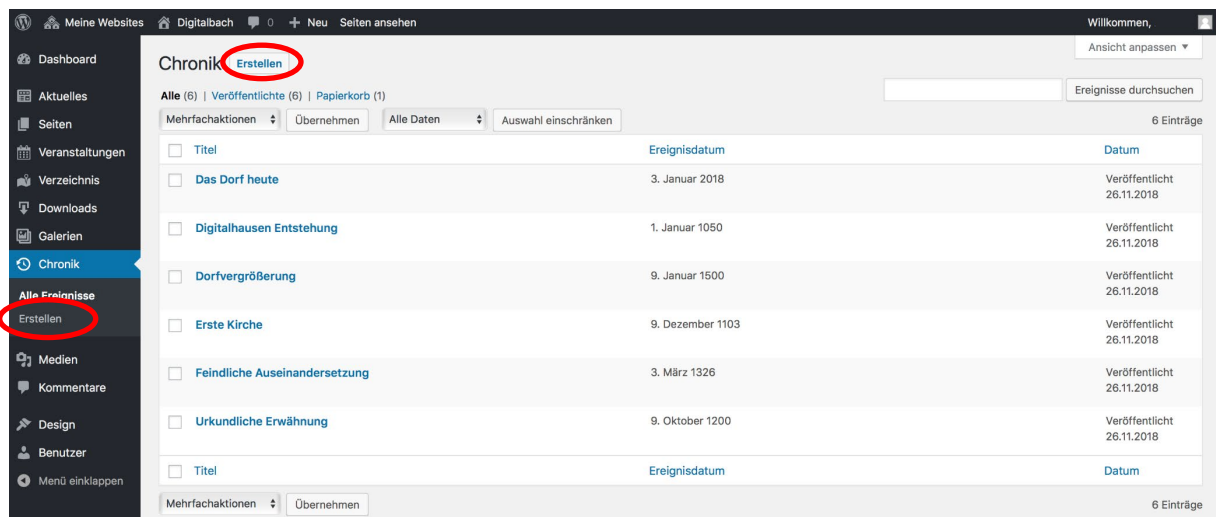 Meine Websites Digitalbach 0 + Neu Seiten ansehen Willkommen,
Ansicht anpassen ▼
Dashboard
Aktuelles
Seiten
Veranstaltungen
Verzeichnis
Downloads
Galerien
Chronik
Alle Ereignisse
Erstellen
Medien
Kommentare
Design
Benutzer
Menü einklappen
Chronik Erstellen
Alle (6) | Veröffentlichte (6) | Papierkorb (1)
Ereignisse durchsuchen
Mehrfachaktionen Übernehmen Alle Daten Auswahl einschränken 6 Einträge
Titel Ereignisdatum Datum
Das Dorf heute 3. Januar 2018 Veröffentlicht
26.11.2018
Digitalhausen Entstehung 1. Januar 1050 Veröffentlicht
26.11.2018
Dorfvergrößerung 9. Januar 1500 Veröffentlicht
26.11.2018
Erste Kirche 9. Dezember 1103 Veröffentlicht
26.11.2018
Feindliche Auseinandersetzung 3. März 1326 Veröffentlicht
26.11.2018
Urkundliche Erwähnung 9. Oktober 1200 Veröffentlicht
26.11.2018
Titel Ereignisdatum Datum
Mehrfachaktionen Übernehmen 6 Einträge